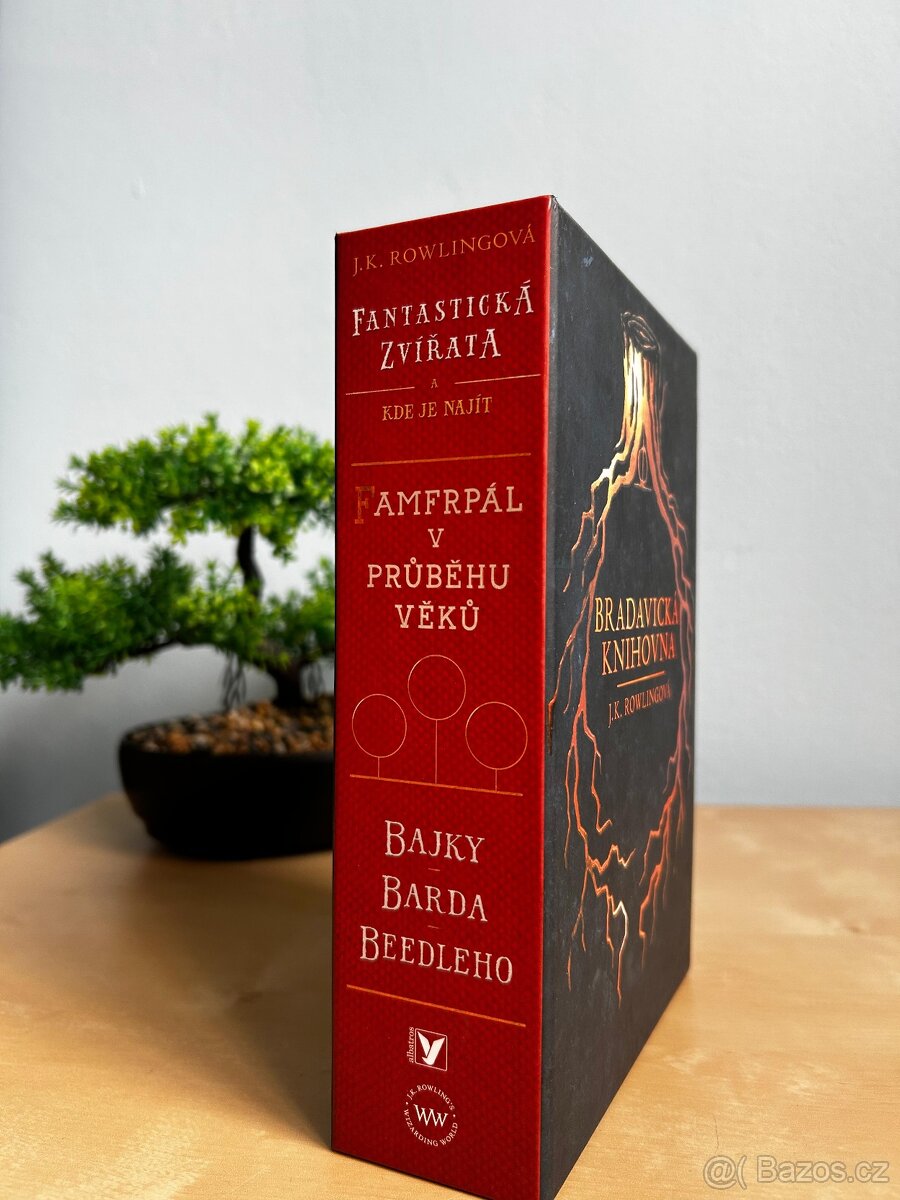 J.K. ROWLINGOVÁ
FANTASTICKÁ
ZVÍŘATA
A
KDE JE NAJÍT
FAMFRPÁL
V
PRŮBĚHU
VĚKŮ
BAJKY
BARDA
BEEDLEHO
albatros
J.K. ROWLING'S
WW
WIZARDING WORLD
BRADAVICKÁ
KNIHOVNA
J.K. ROWLINGOVÁ
@( Bazos.cz